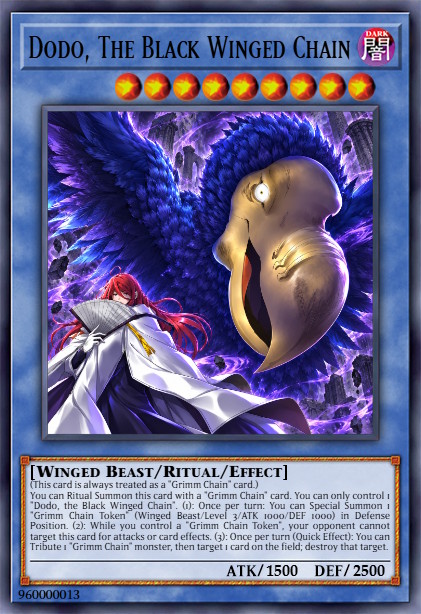 DODO, THE BLACK WINGED CHAIN
DARK
闇
[WINGED BEAST/RITUAL/EFFECT]
(This card is always treated as a "Grimm Chain" card.)
You can Ritual Summon this card with a "Grimm Chain" card. You can only control 1
"Dodo, the Black Winged Chain". (1): Once per turn: You can Special Summon 1
"Grimm Chain Token" (Winged Beast/Level 3/ATK 1000/DEF 1000) in Defense
Position. (2): While you control a "Grimm Chain Token", your opponent cannot
target this card for attacks or card effects. (3): Once per turn (Quick Effect): You can
Tribute 1 "Grimm Chain" monster, then target 1 card on the field; destroy that target.
ATK/1500 DEF/2500
960000013